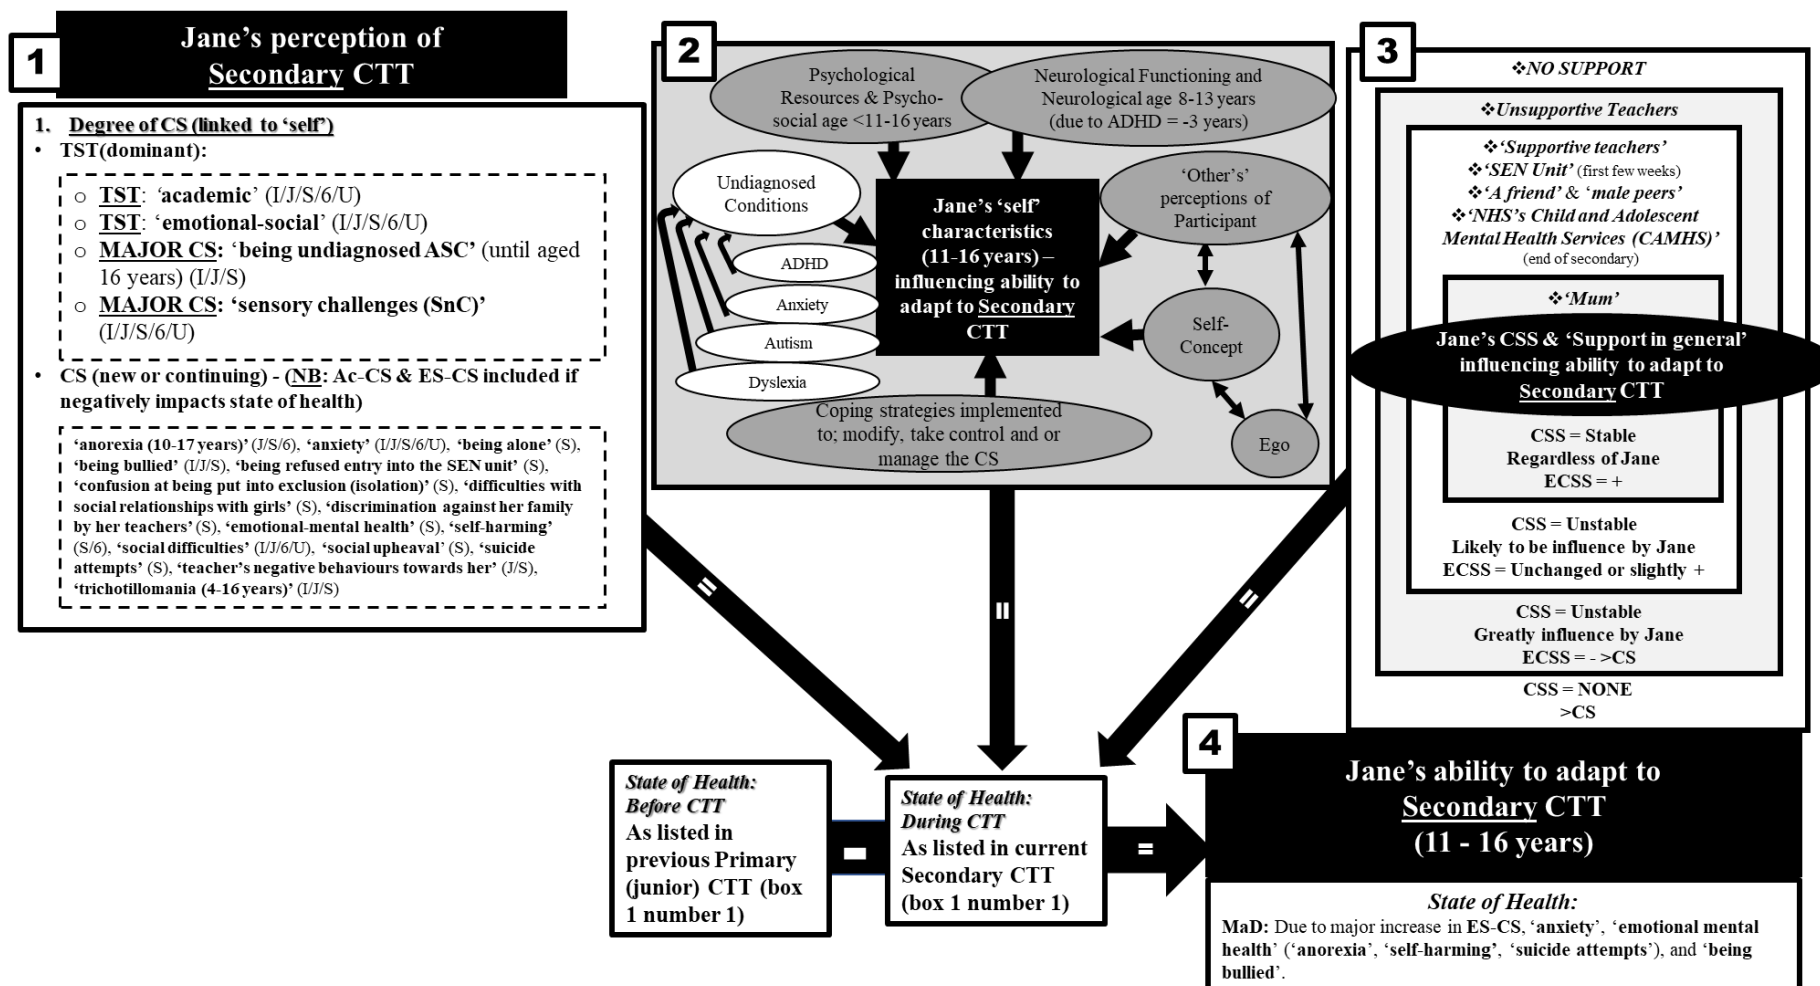 1
Jane’s perception of
Secondary CTT
1. Degree of CS (linked to ‘self’)
• TST(dominant):
o TST: ‘academic’ (I/J/S/6/U)
o TST: ‘emotional-social’ (I/J/S/6/U)
o MAJOR CS: ‘being undiagnosed ASC’ (until aged
16 years) (I/J/S)
o MAJOR CS: ‘sensory challenges (SnC)’
(I/J/S/6/U)
• CS (new or continuing) - (NB: Ac-CS & ES-CS included if
negatively impacts state of health)
‘anorexia (10-17 years)’ (J/S/6), ‘anxiety’ (I/J/S/6/U), ‘being alone’ (S),
‘being bullied’ (I/J/S), ‘being refused entry into the SEN unit’ (S),
‘confusion at being put into exclusion (isolation)’ (S), ‘difficulties with
social relationships with girls’ (S), ‘discrimination against her family
by her teachers’ (S), ‘emotional-mental health’ (S), ‘self-harming’
(S/6), ‘social difficulties’ (I/J/6/U), ‘social upheaval’ (S), ‘suicide
attempts’ (S), ‘teacher’s negative behaviours towards her’ (J/S),
‘trichotillomania (4-16 years)’ (I/J/S)
2
Psychological
Resources & Psycho-
social age <11-16 years
Neurological Functioning and
Neurological age 8-13 years
(due to ADHD = -3 years)
Undiagnosed
Conditions
ADHD
Anxiety
Autism
Dyslexia
Jane’s ‘self’
characteristics
(11-16 years) –
influencing ability to
adapt to Secondary
CTT
‘Other’s’
perceptions of
Participant
Self-
Concept
Ego
Coping strategies implemented
to; modify, take control and or
manage the CS
3
❖NO SUPPORT
❖Unsupportive Teachers
❖‘Supportive teachers’
❖‘SEN Unit’ (first few weeks)
❖‘A friend’ & ‘male peers’
❖‘NHS’s Child and Adolescent
Mental Health Services (CAMHS)’
(end of secondary)
❖‘Mum’
Jane’s CSS & ‘Support in general’
influencing ability to adapt to
Secondary CTT
CSS = Stable
Regardless of Jane
ECSS = +
CSS = Unstable
Likely to be influence by Jane
ECSS = Unchanged or slightly +
CSS = Unstable
Greatly influence by Jane
ECSS = - >CS
CSS = NONE
>CS
=
=
=
State of Health:
Before CTT
As listed in
previous Primary
(junior) CTT (box
1 number 1)
-
State of Health:
During CTT
As listed in current
Secondary CTT
(box 1 number 1)
=
4
Jane’s ability to adapt to
Secondary CTT
(11 - 16 years)
State of Health:
MaD: Due to major increase in ES-CS, ‘anxiety’, ‘emotional mental
health’ (‘anorexia’, ‘self-harming’, ‘suicide attempts’), and ‘being
bullied’.